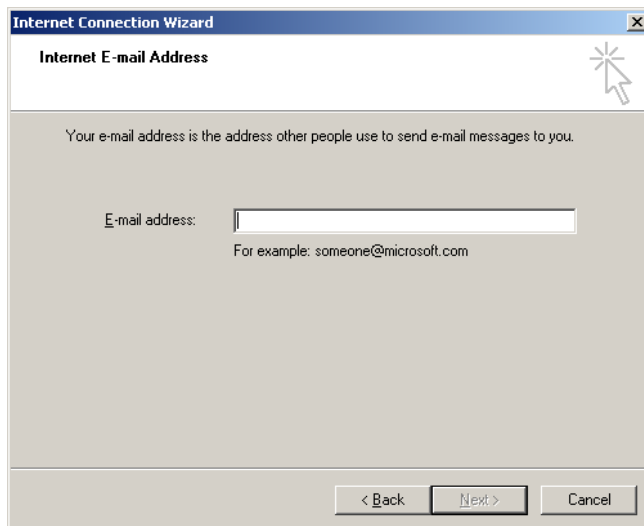 Internet Connection Wizard
Internet E-mail Address
Your e-mail address is the address other people use to send e-mail messages to you.
E-mail address:
For example: someone@microsoft.com
< Back Next > Cancel